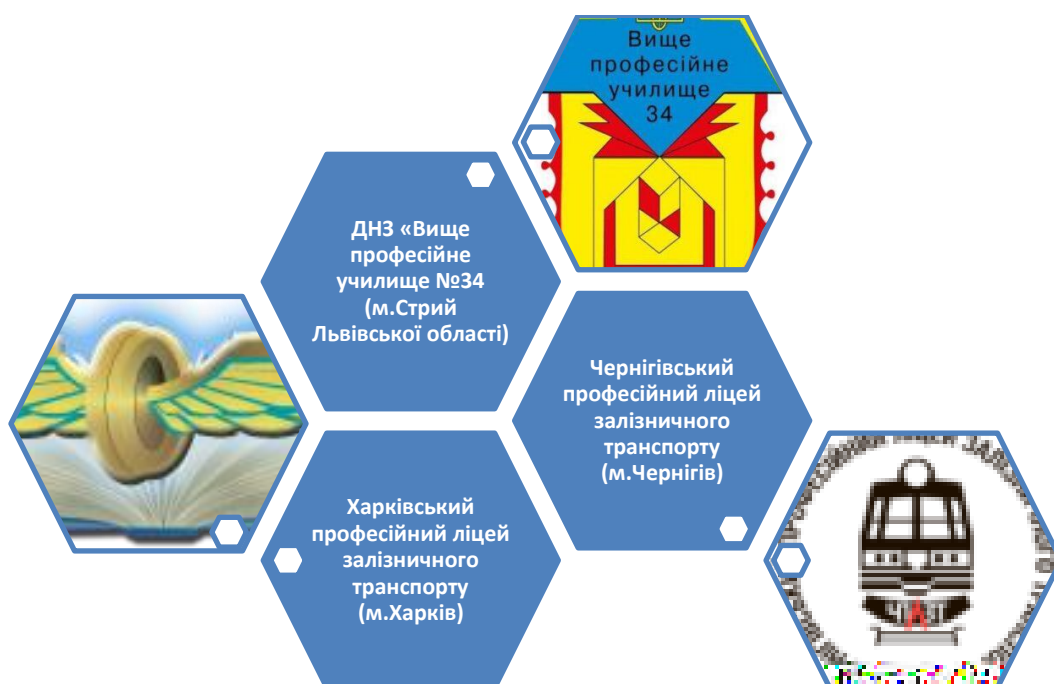 Вище
професійне
училище
34
ДНЗ «Вище
професійне
училище №34
(м.Стрий
Львівської області)
Чернігівський
професійний ліцей
залізничного
транспорту
(м.Чернігів)
Харківський
професійний ліцей
залізничного
транспорту
(м.Харків)